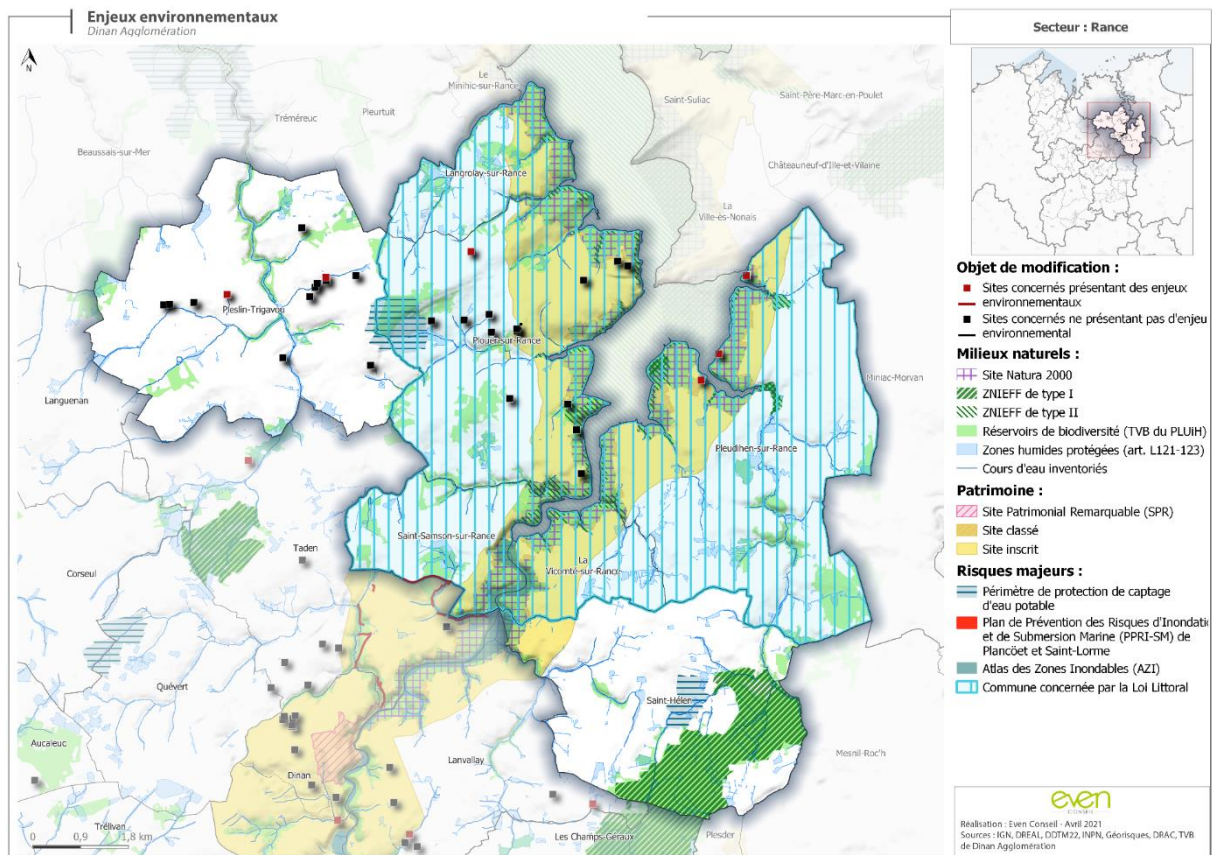 Enjeux environnementaux
Dinan Agglomération
N
Le
Minihic-sur-Rance
Pleurtuit
Tréméreuc
Beaussais-sur-Mer
Saint-Suliac
Saint-Père-Marc-en-Poulet
Châteauneuf-d'Ille-et-Vilaine
La
Ville-ès-Nonais
Langrolay-sur-Rance
Pleslin-Trigavou
Plouër-sur-Rance
Miniac-Morvan
Languenan
Pleudihen-sur-Rance
Saint-Samson-sur-Rance
Taden
La
Vicomté-sur-Rance
Corseul
Quévert
Saint-Hélen
Aucaleuc
Lanvallay
Mesnil-Roc'h
Dinan
Trélivan
Les Champs-Géraux
Plesder
0 0,9 1,8 km
Secteur : Rance
Objet de modification :
Sites concernés présentant des enjeux
environnementaux
Sites concernés ne présentant pas d'enjeu
environnemental
Milieux naturels :
Site Natura 2000
ZNIEFF de type I
ZNIEFF de type II
Réservoirs de biodiversité (TVB du PLUiH)
Zones humides protégées (art. L121-123)
Cours d'eau inventoriés
Patrimoine :
Site Patrimonial Remarquable (SPR)
Site classé
Site inscrit
Risques majeurs :
Périmètre de protection de captage
d'eau potable
Plan de Prévention des Risques d'Inondati
et de Submersion Marine (PPRI-SM) de
Plancöet et Saint-Lorme
Atlas des Zones Inondables (AZI)
Commune concernée par la Loi Littoral
even
CONSEIL
Réalisation : Even Conseil - Avril 2021
Sources : IGN, DREAL, DDTM22, INPN, Géorisques, DRAC, TVB
de Dinan Agglomération